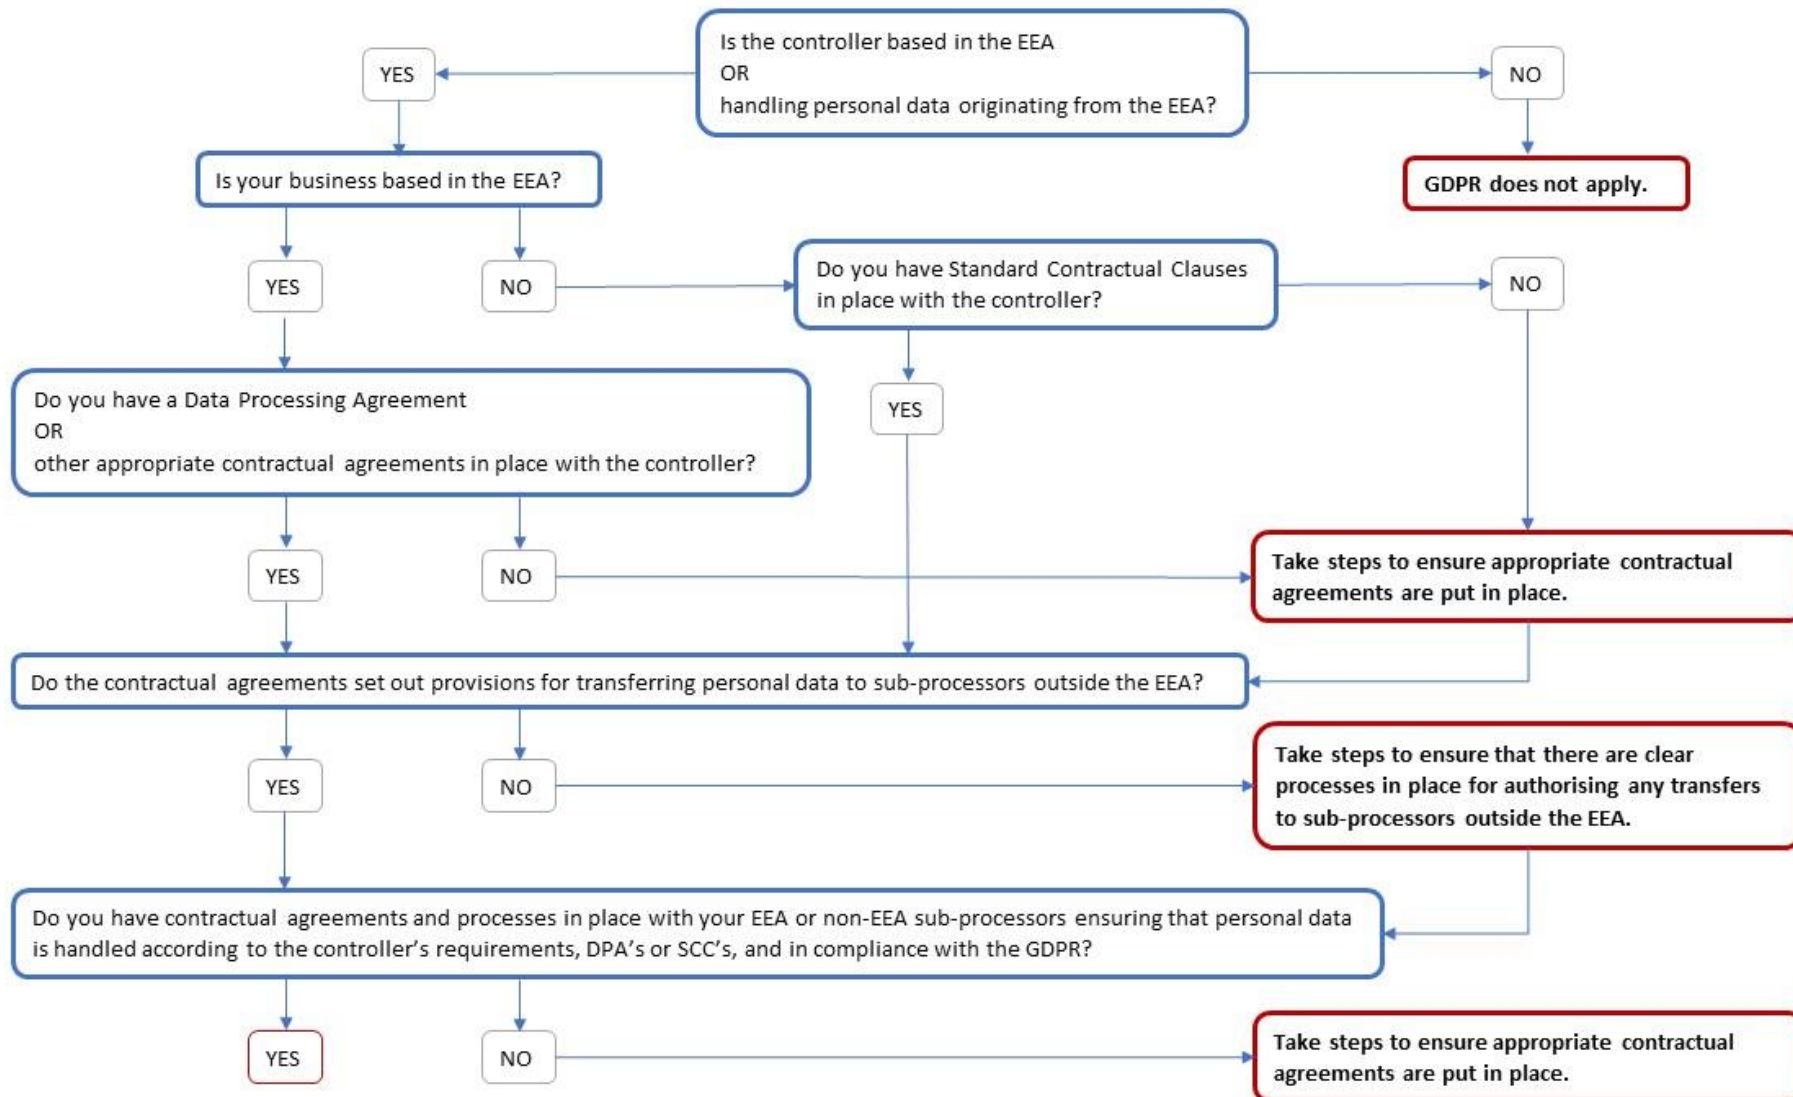 Is the controller based in the EEA
OR
handling personal data originating from the EEA?
YES
NO
Is your business based in the EEA?
GDPR does not apply.
YES
NO
Do you have Standard Contractual Clauses
in place with the controller?
NO
YES
Do you have a Data Processing Agreement
OR
other appropriate contractual agreements in place with the controller?
YES
NO
Take steps to ensure appropriate contractual
agreements are put in place.
Do the contractual agreements set out provisions for transferring personal data to sub-processors outside the EEA?
YES
NO
Take steps to ensure that there are clear
processes in place for authorising any transfers
to sub-processors outside the EEA.
Do you have contractual agreements and processes in place with your EEA or non-EEA sub-processors ensuring that personal data
is handled according to the controller's requirements, DPA's or SCC's, and in compliance with the GDPR?
YES
NO
Take steps to ensure appropriate contractual
agreements are put in place.